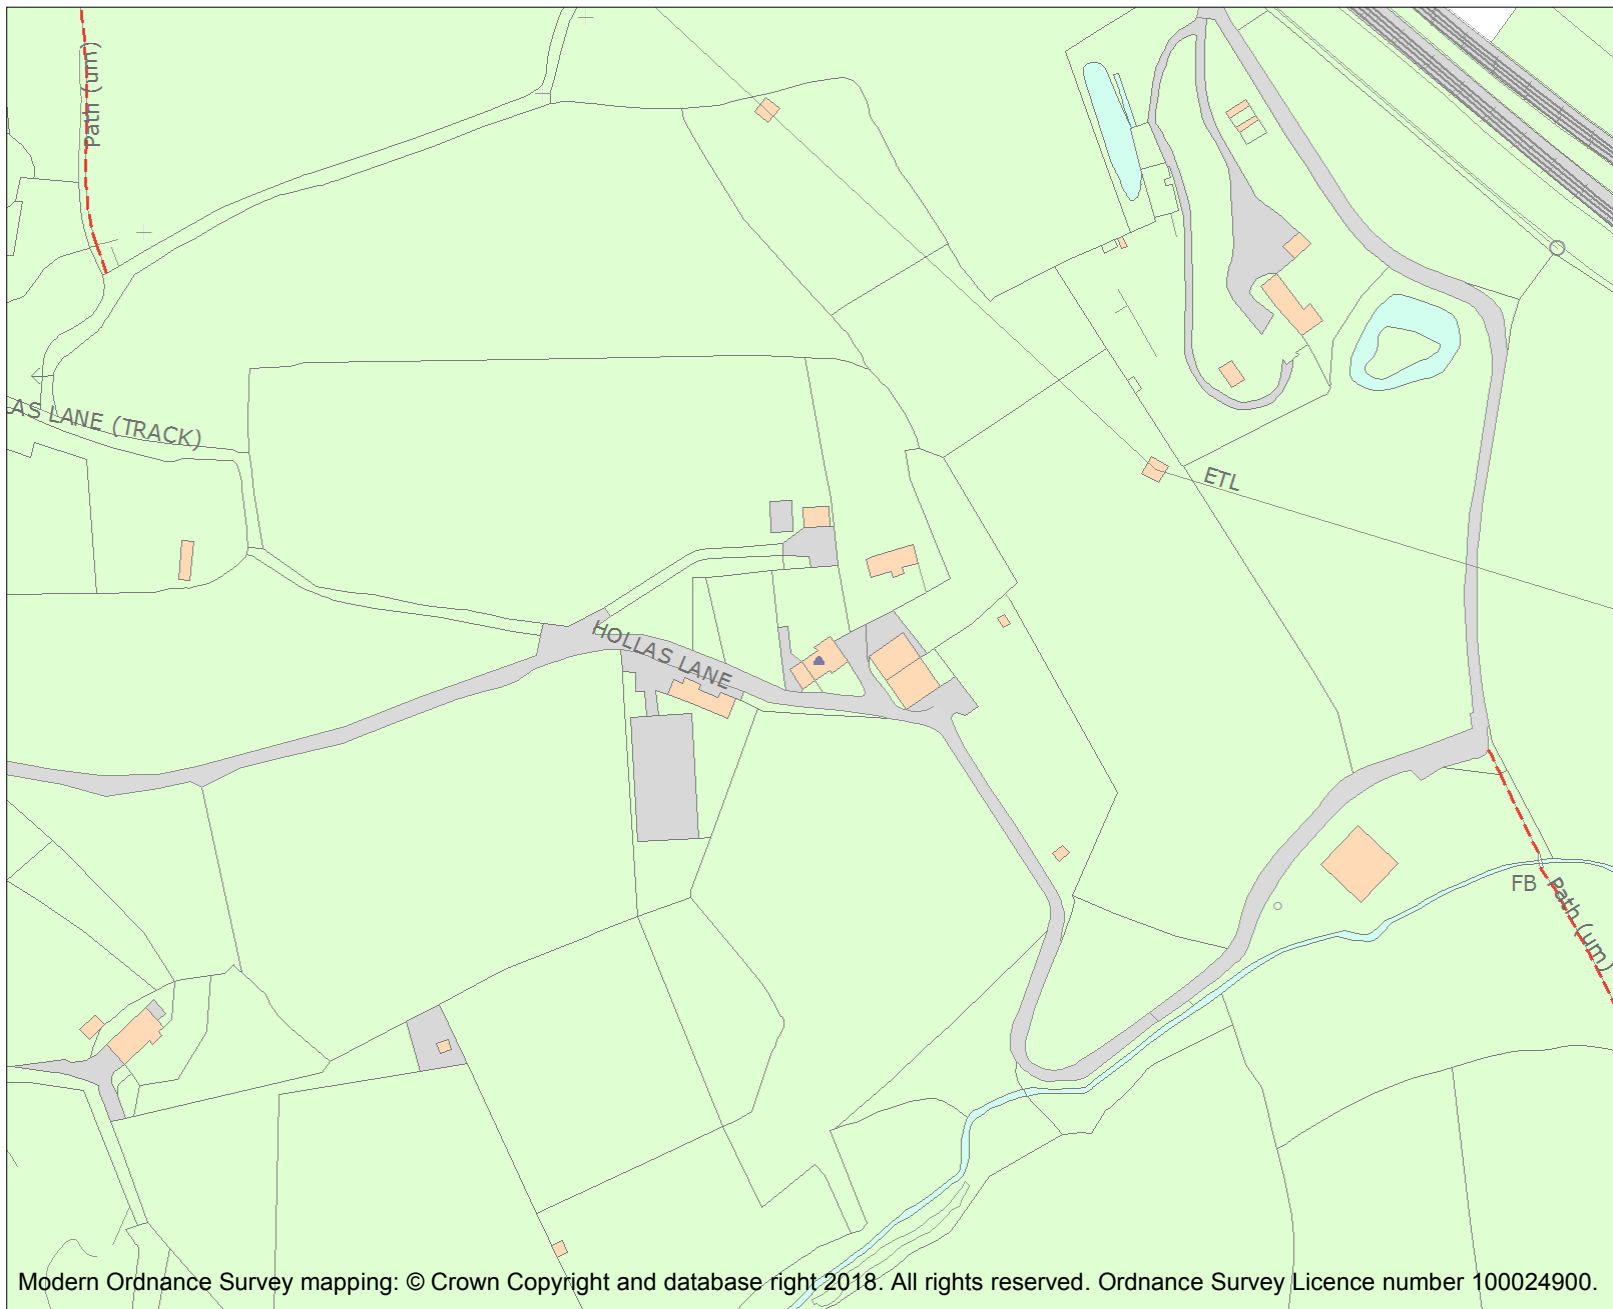 Path (um)
AS LANE (TRACK)
ETL
HOLLAS LANE
FB
Path (um)
Modern Ordnance Survey mapping: © Crown Copyright and database right 2018. All rights reserved. Ordnance Survey Licence number 100024900.